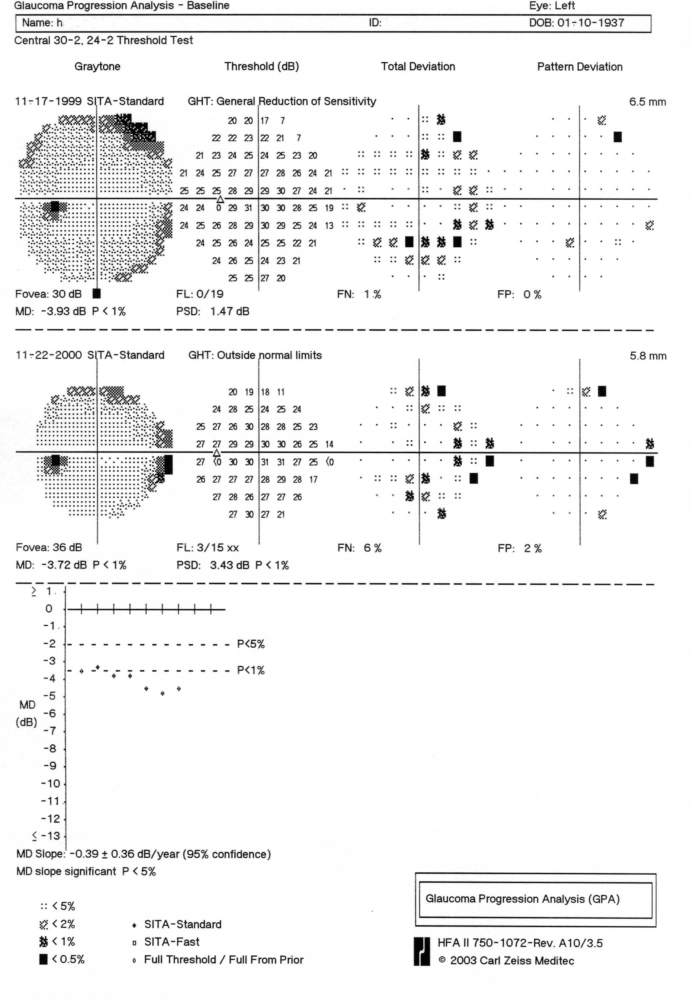 Glaucoma Progression Analysis - Baseline Eye: Left
Name: h ID: DOB: 01-10-1937
Central 30-2, 24-2 Threshold Test
Graytone Threshold (dB) Total Deviation Pattern Deviation
11-17-1999 SITA-Standard GHT: General Reduction of Sensitivity 6.5 mm
20 20 17 7
22 22 23 22 21 7
21 23 24 25 24 25 23 20
21 24 25 27 27 27 28 26 24 21
25 25 25 28 29 29 30 27 24 21
24 24 0 29 31 30 30 28 25 19
24 25 26 28 29 30 29 25 24 13
24 25 26 24 25 25 22 21
24 26 25 24 23 21
25 25 27 20
Fovea: 30 dB ■ FL: 0/19 FN: 1 % FP: 0 %
MD: -3.93 dB P < 1% PSD: 1.47 dB
11-22-2000 SITA-Standard GHT: Outside normal limits 5.8 mm
20 19 18 11
24 28 25 24 25 24
25 27 26 30 28 28 25 23
27 27 29 29 30 30 26 25 14
27 <0 30 30 31 31 27 25 <0
26 27 27 27 28 29 28 17
27 28 26 27 27 26
27 30 27 21
Fovea: 36 dB FL: 3/15 xx FN: 6 % FP: 2 %
MD: -3.72 dB P < 1% PSD: 3.43 dB P < 1%
≥ 1
0
-1
-2 P<5%
-3
P<1%
-4
-5
MD
-6
(dB)
-7
-8
-9
-10
-11
-12
≤ -13
MD Slope: -0.39 ± 0.36 dB/year (95% confidence)
MD slope significant P < 5%
Glaucoma Progression Analysis (GPA)
:: < 5%
< 2% SITA-Standard
< 1% SITA-Fast
■ < 0.5% Full Threshold / Full From Prior
HFA II 750-1072-Rev. A10/3.5
© 2003 Carl Zeiss Meditec